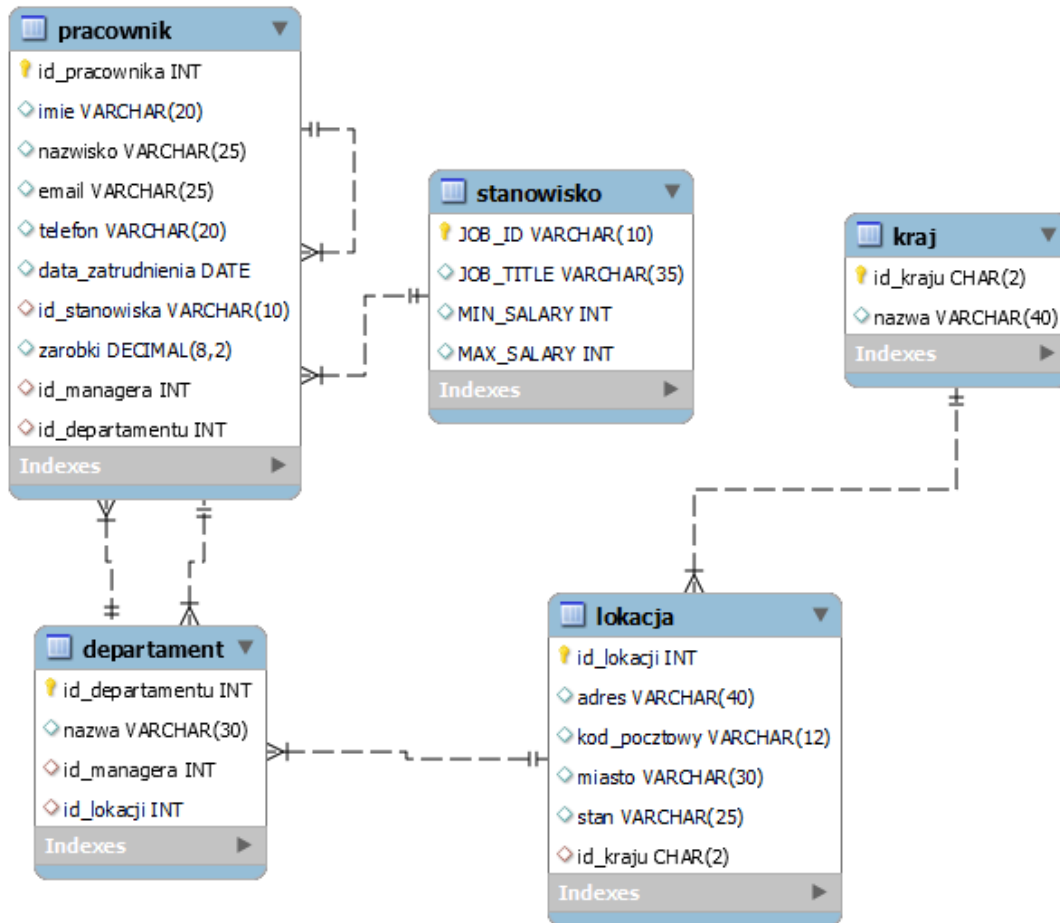 pracownik
id_pracownika INT
imie VARCHAR(20)
nazwisko VARCHAR(25)
email VARCHAR(25)
telefon VARCHAR(20)
data_zatrudnienia DATE
id_stanowiska VARCHAR(10)
zarobki DECIMAL(8,2)
id_managera INT
id_departamentu INT
Indexes
stanowisko
JOB_ID VARCHAR(10)
JOB_TITLE VARCHAR(35)
MIN_SALARY INT
MAX_SALARY INT
Indexes
kraj
id_kraju CHAR(2)
nazwa VARCHAR(40)
Indexes
departament
id_departamentu INT
nazwa VARCHAR(30)
id_managera INT
id_lokacji INT
Indexes
lokacja
id_lokacji INT
adres VARCHAR(40)
kod_pocztowy VARCHAR(12)
miasto VARCHAR(30)
stan VARCHAR(25)
id_kraju CHAR(2)
Indexes